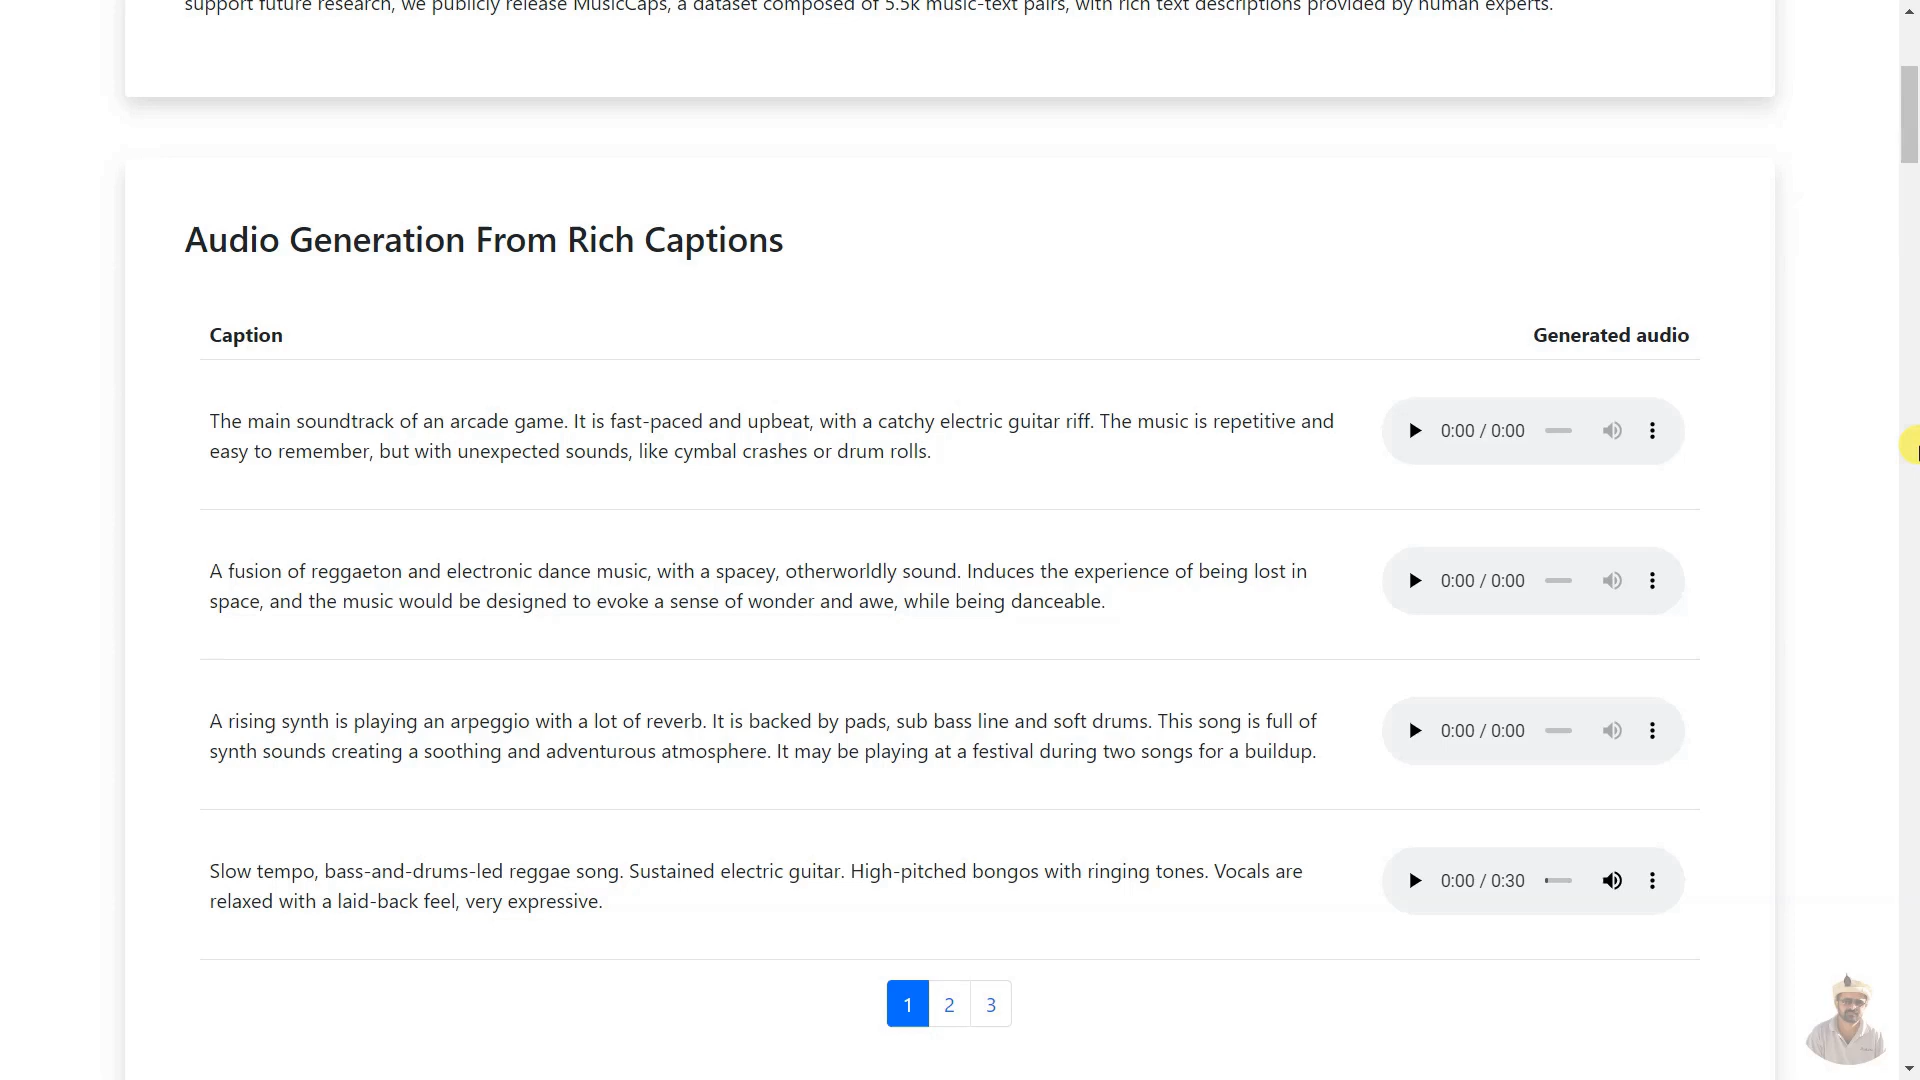 support future research, we publicly release MusicCaps, a dataset composed of 5.5k music-text pairs, with rich text descriptions provided by human experts.
Audio Generation From Rich Captions
Caption Generated audio
The main soundtrack of an arcade game. It is fast-paced and upbeat, with a catchy electric guitar riff. The music is repetitive and
easy to remember, but with unexpected sounds, like cymbal crashes or drum rolls.
0:00 / 0:00
A fusion of reggaeton and electronic dance music, with a spacey, otherworldly sound. Induces the experience of being lost in
space, and the music would be designed to evoke a sense of wonder and awe, while being danceable.
0:00 / 0:00
A rising synth is playing an arpeggio with a lot of reverb. It is backed by pads, sub bass line and soft drums. This song is full of
synth sounds creating a soothing and adventurous atmosphere. It may be playing at a festival during two songs for a buildup.
0:00 / 0:00
Slow tempo, bass-and-drums-led reggae song. Sustained electric guitar. High-pitched bongos with ringing tones. Vocals are
relaxed with a laid-back feel, very expressive.
0:00 / 0:30
1 2 3